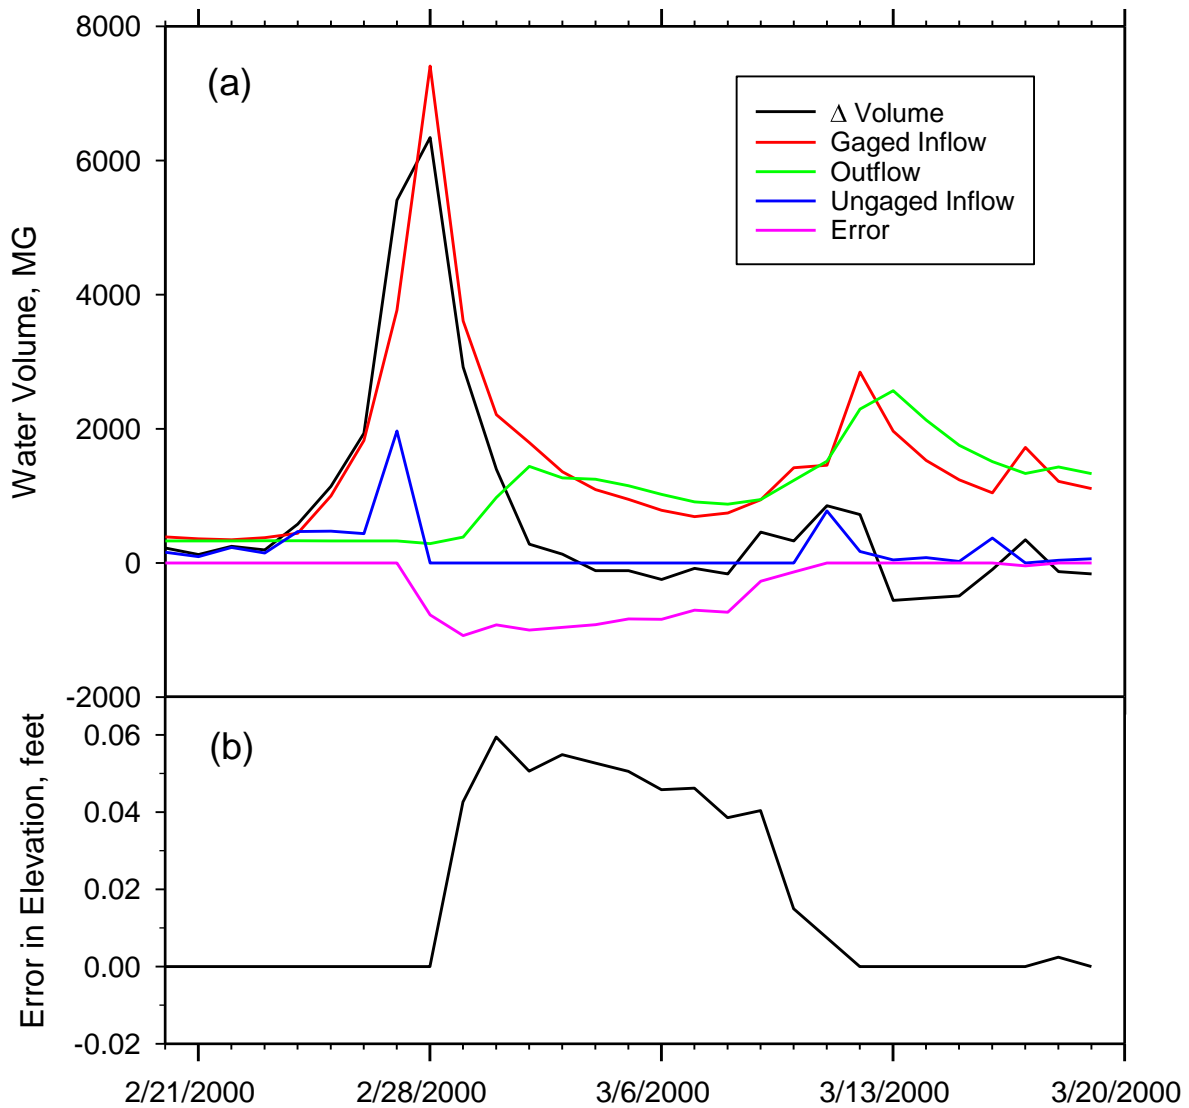 8000
6000
4000
2000
0
-2000
Water Volume, MG
(a)
Δ Volume
Gaged Inflow
Outflow
Ungaged Inflow
Error
0.06
0.04
0.02
0.00
-0.02
Error in Elevation, feet
(b)
2/21/2000 2/28/2000 3/6/2000 3/13/2000 3/20/2000